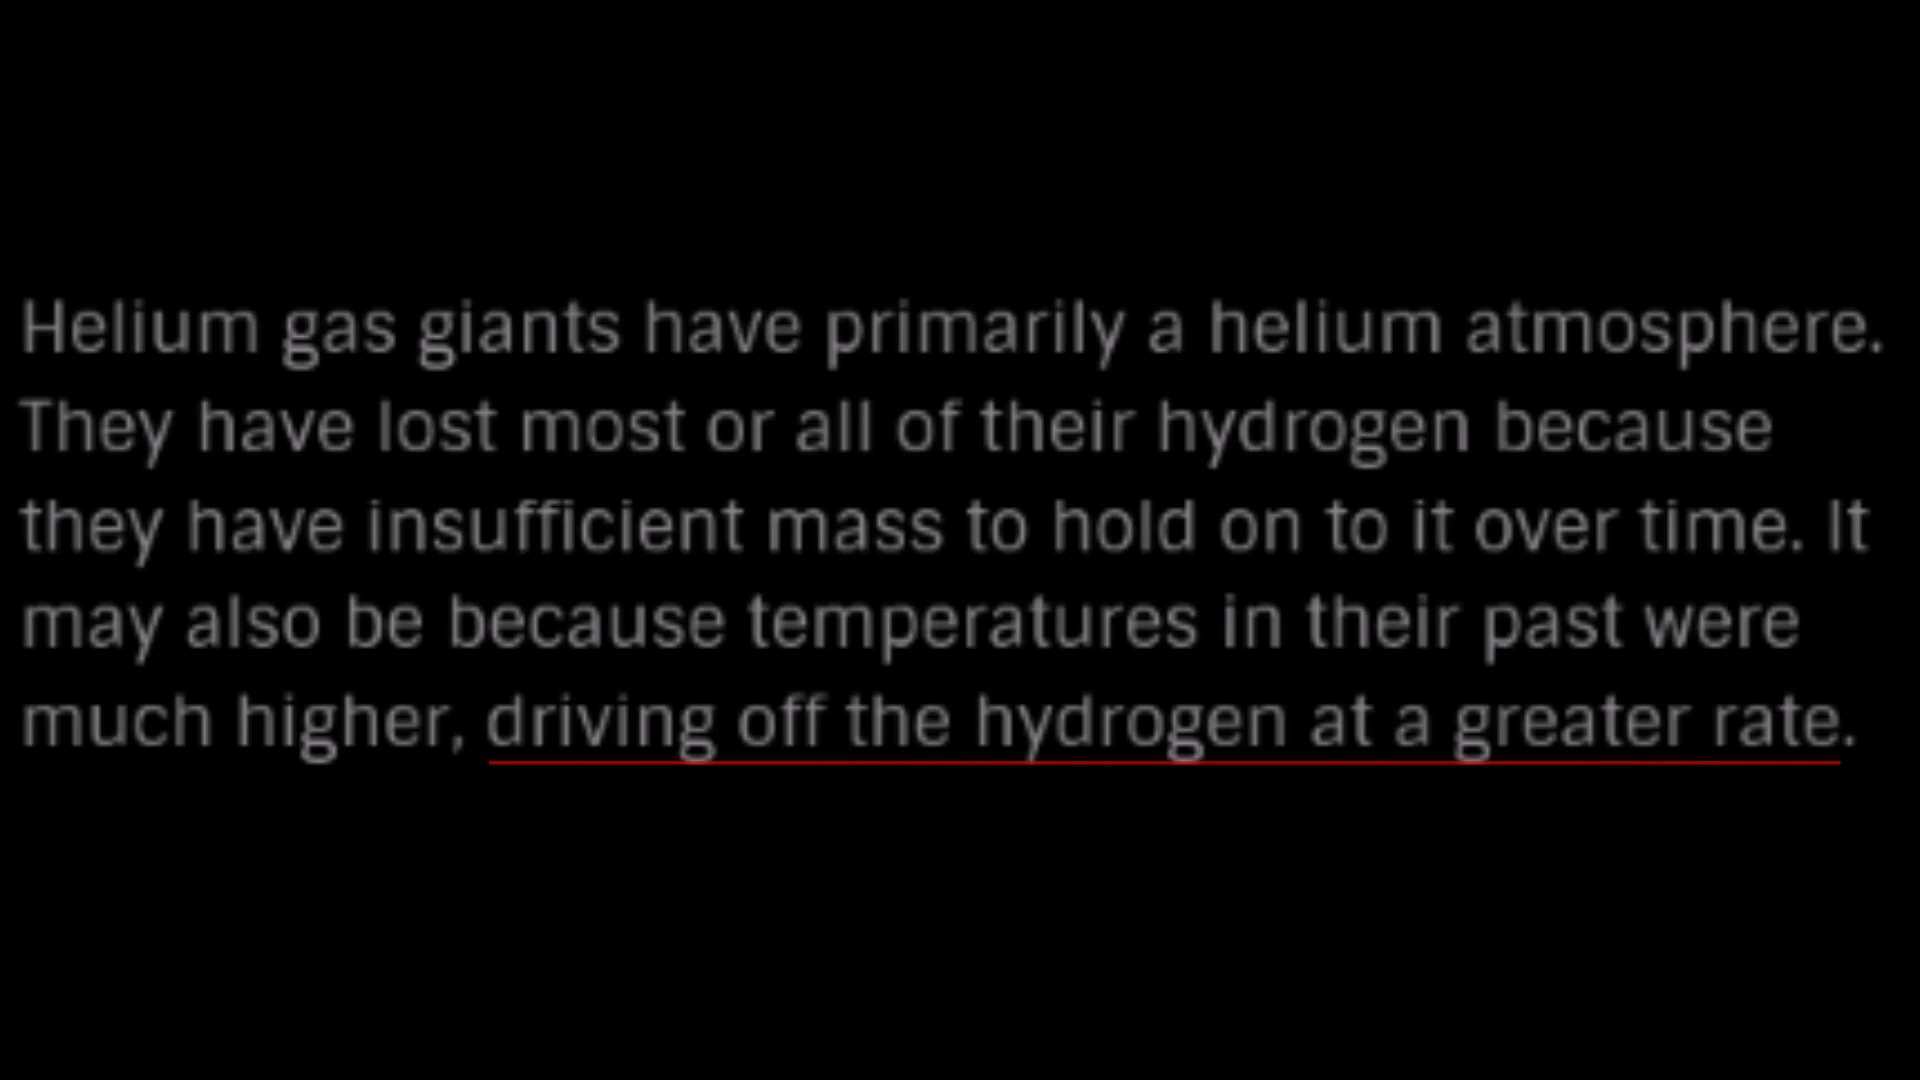 Helium gas giants have primarily a helium atmosphere.
They have lost most or all of their hydrogen because
they have insufficient mass to hold on to it over time. It
may also be because temperatures in their past were
much higher, driving off the hydrogen at a greater rate.